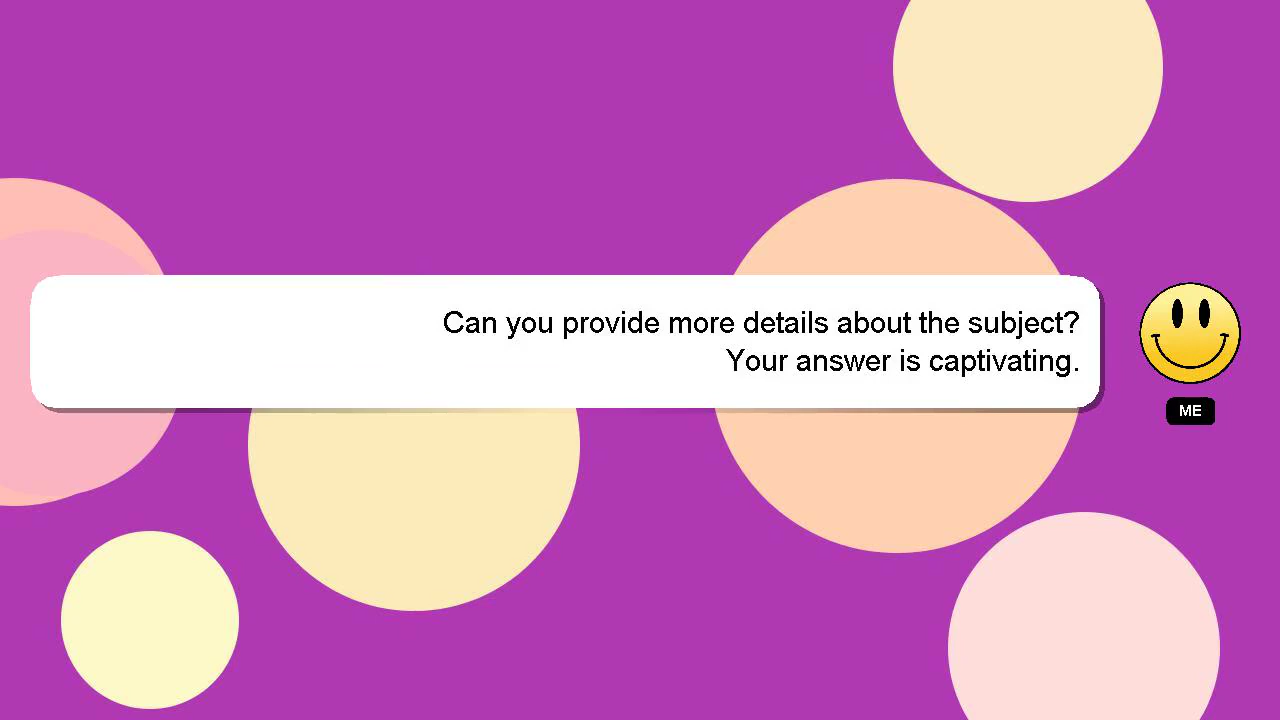 Can you provide more details about the subject?
Your answer is captivating.
ME